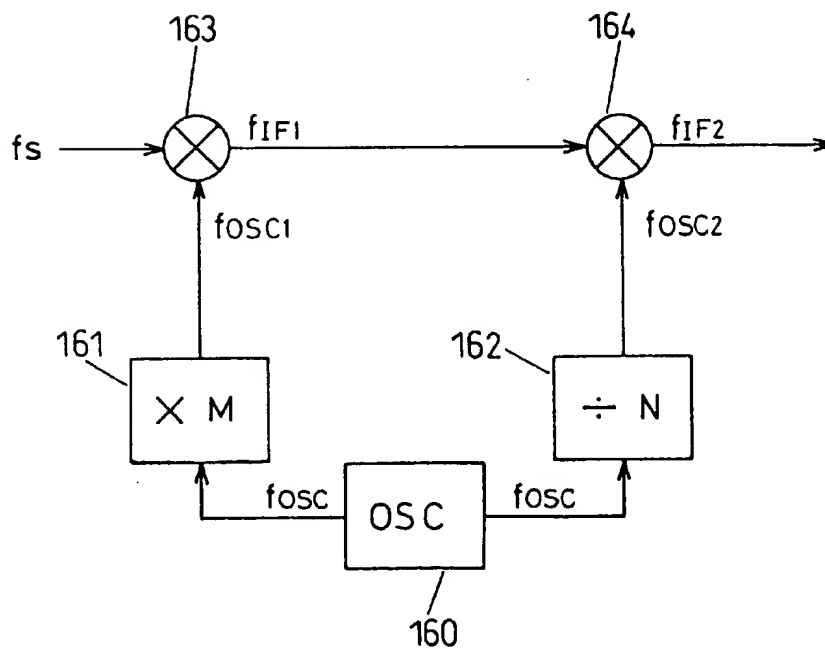 163
164
fs
fIF1
fIF2
fOSC1
fOSC2
161
162
× M
÷ N
fOSC
OSC
fOSC
160